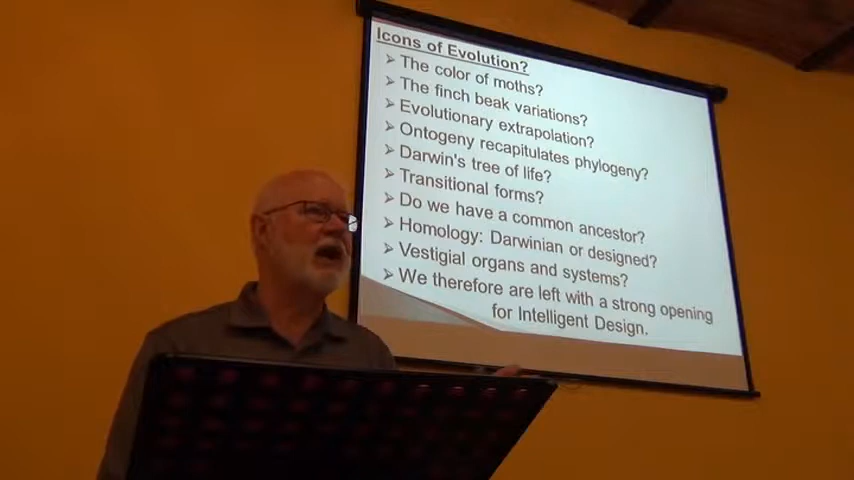 Icons of Evolution?
➢ The color of moths?
➢ The finch beak variations?
➢ Evolutionary extrapolation?
➢ Ontogeny recapitulates phylogeny?
➢ Darwin's tree of life?
➢ Transitional forms?
➢ Do we have a common ancestor?
➢ Homology: Darwinian or designed?
➢ Vestigial organs and systems?
➢ We therefore are left with a strong opening
for Intelligent Design.